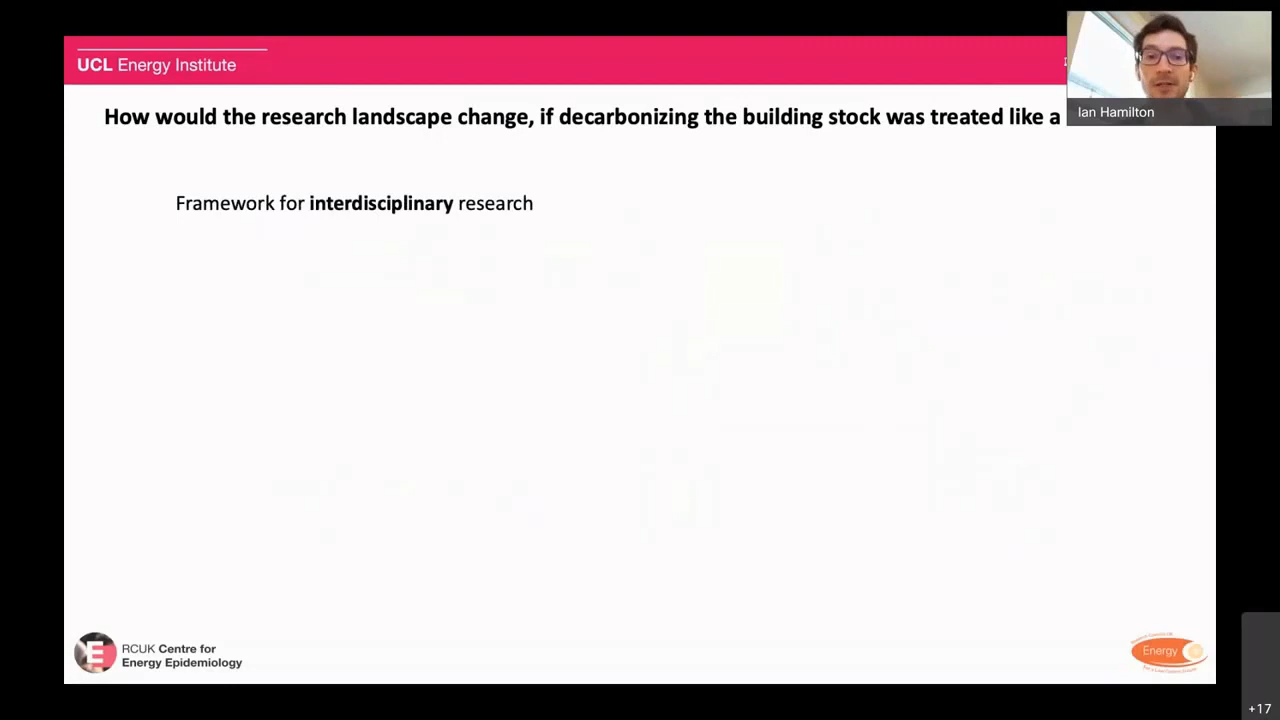 UCL Energy Institute
Ian Hamilton
How would the research landscape change, if decarbonizing the building stock was treated like a
Framework for interdisciplinary research
RCUK Centre for
Energy Epidemiology
Energy
+17